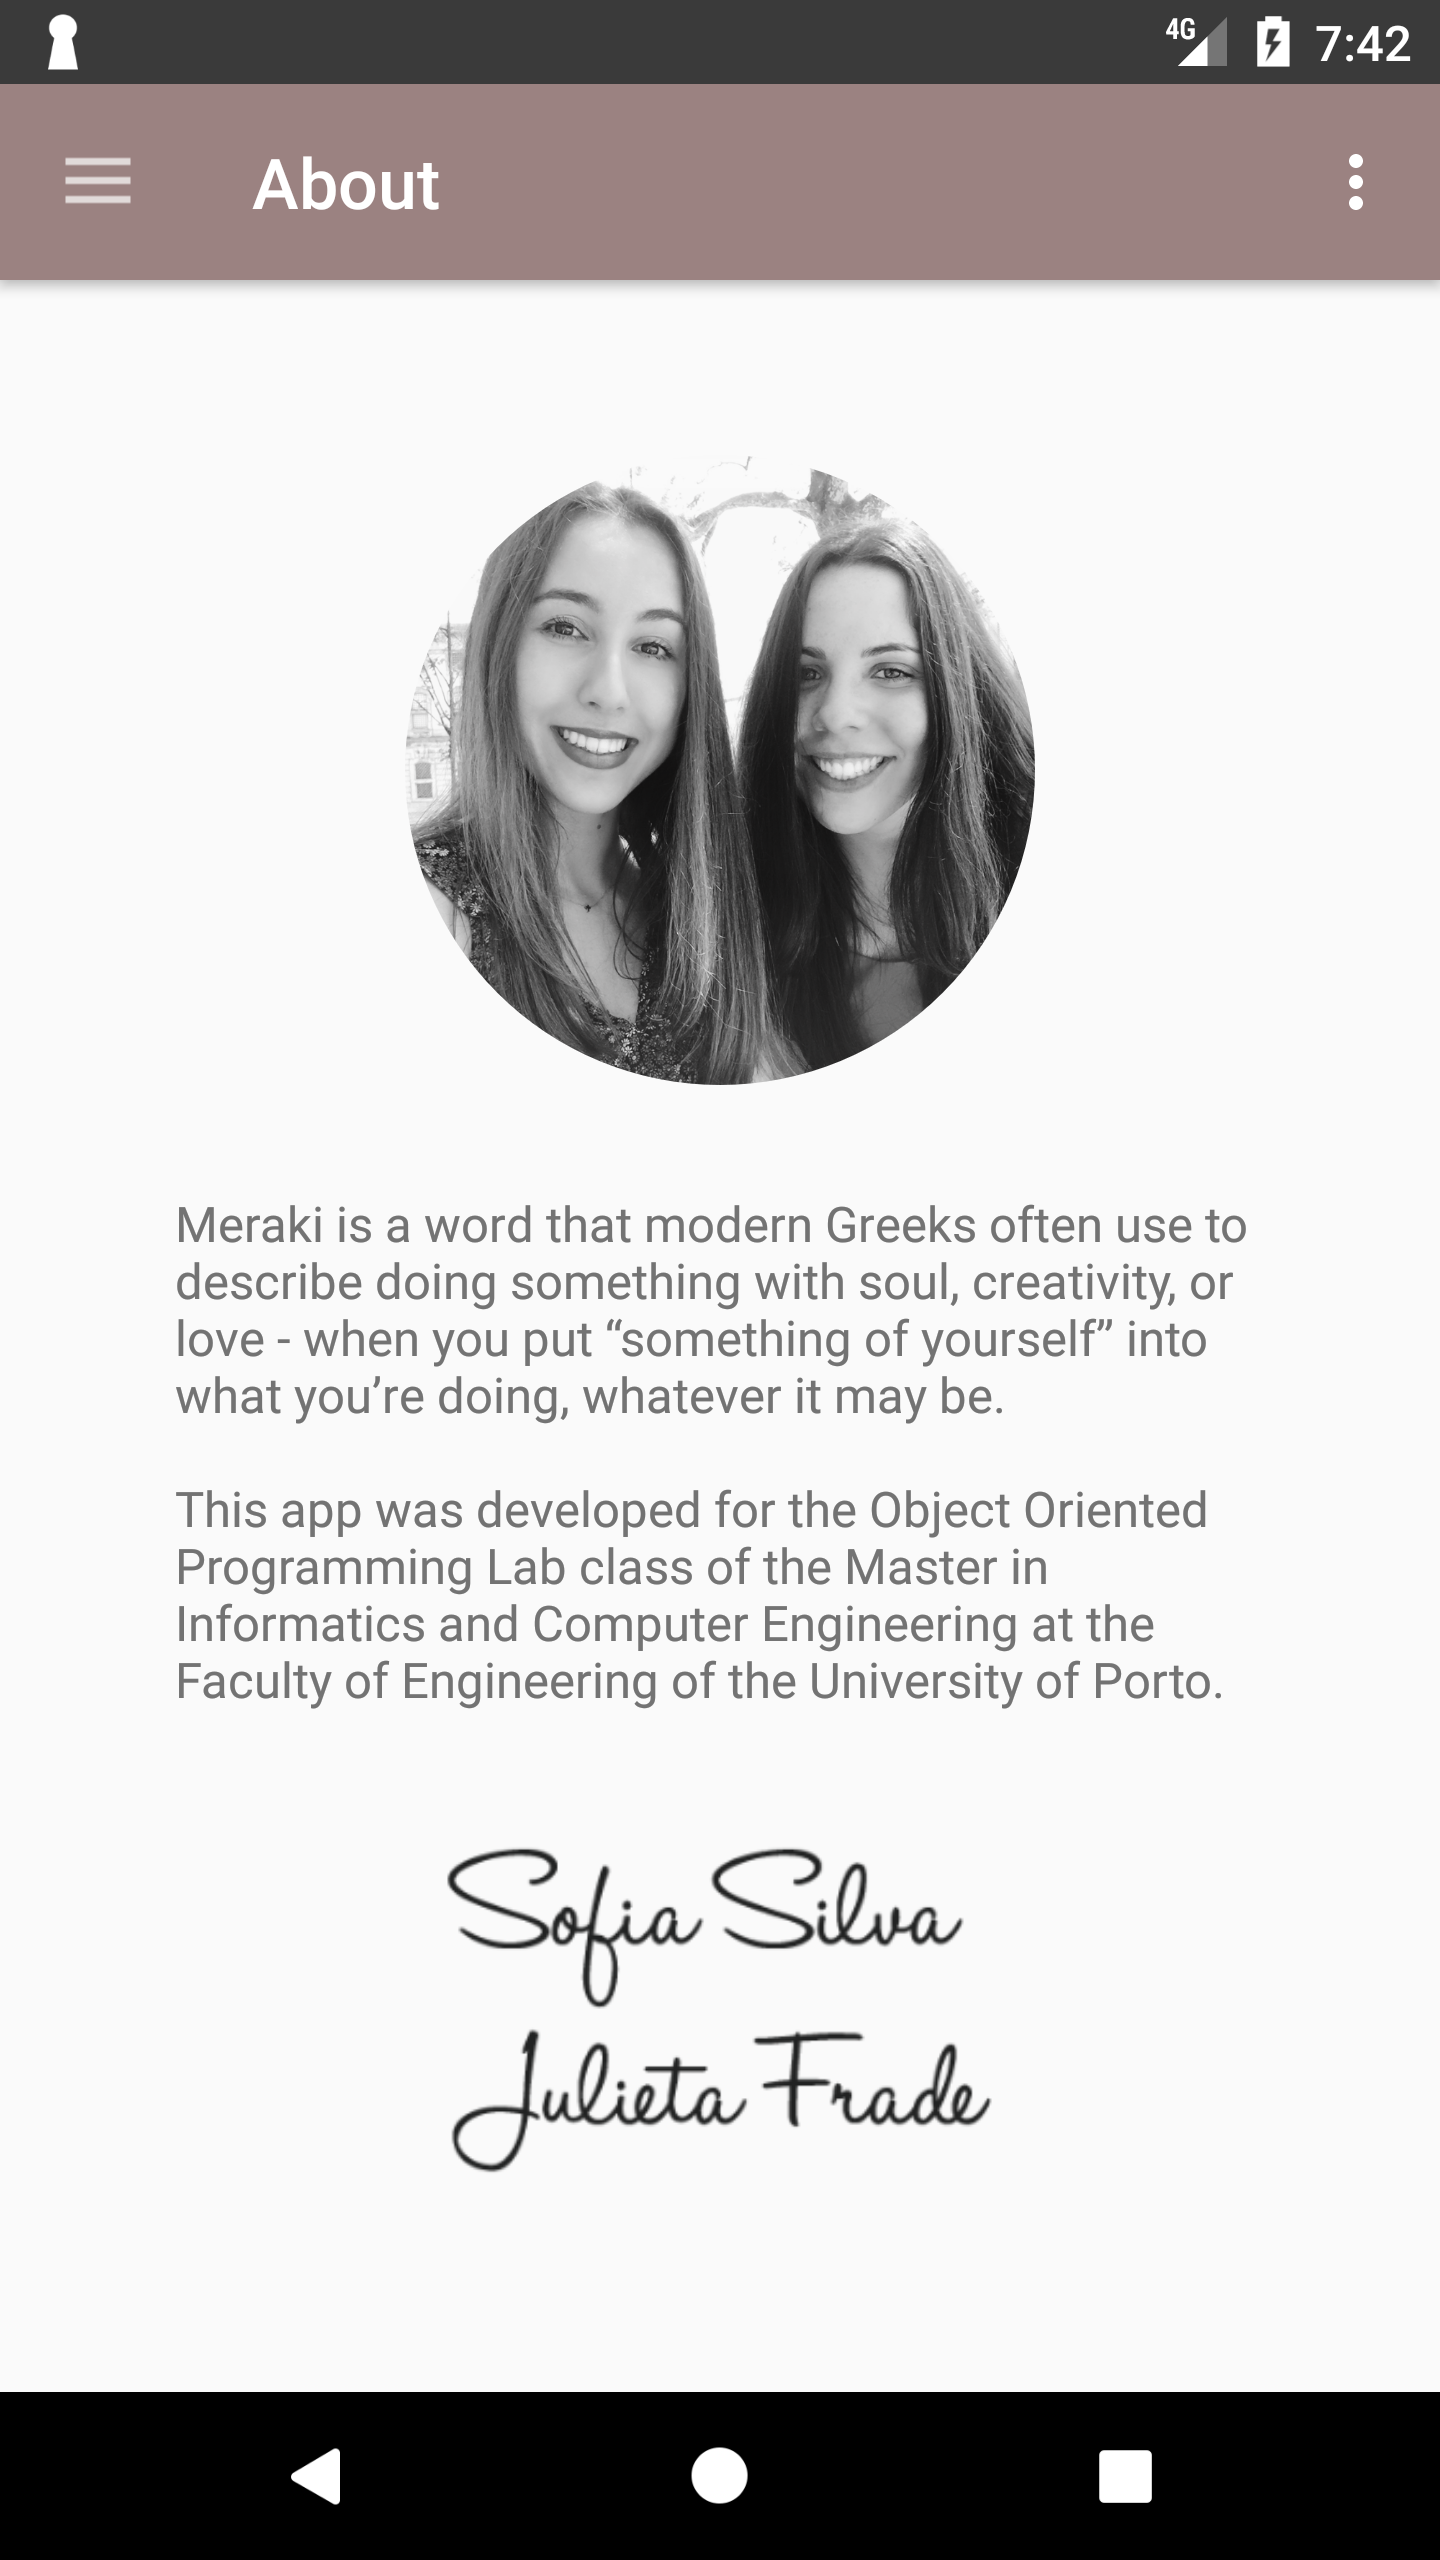 4G 7:42
About
Meraki is a word that modern Greeks often use to
describe doing something with soul, creativity, or
love - when you put “something of yourself” into
what you’re doing, whatever it may be.
This app was developed for the Object Oriented
Programming Lab class of the Master in
Informatics and Computer Engineering at the
Faculty of Engineering of the University of Porto.
Sofia Silva
Julieta Frade